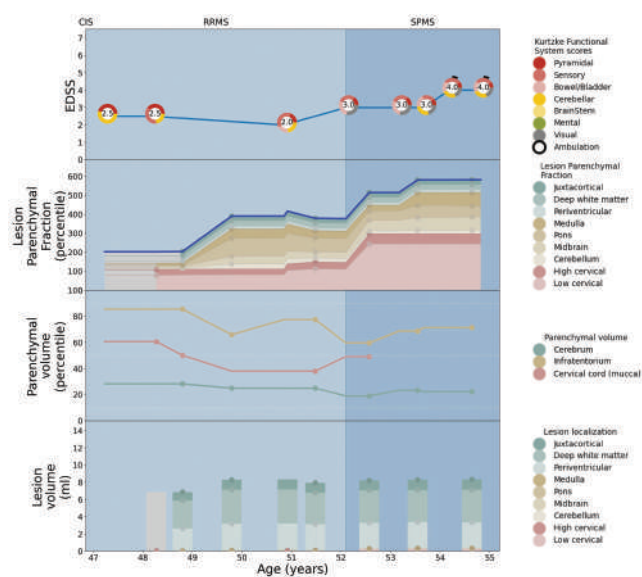 CIS RRMS SPMS
7
6
5
4
3
2
1
0
EDSS
2.5 2.5 2.0 3.0 3.0 3.0 4.0 4.0
Kurtzke Functional
System scores
Pyramidal
Sensory
Bowel/Bladder
Cerebellar
BrainStem
Mental
Visual
Ambulation
600
500
400
300
200
100
Lesion
Parenchymal
Fraction
(percentile)
Lesion Parenchymal
Fraction
Juxtacortical
Deep white matter
Periventricular
Medulla
Pons
Midbrain
Cerebellum
High cervical
Low cervical
100
80
60
40
20
0
Parenchymal
volume
(percentile)
Parenchymal volume
Cerebrum
Infratentorium
Cervical cord (mucca)
14
12
10
8
6
4
2
0
Lesion
volume
(ml)
Lesion localization
Juxtacortical
Deep white matter
Periventricular
Medulla
Pons
Midbrain
Cerebellum
High cervical
Low cervical
47 48 49 50 51 52 53 54 55
Age (years)